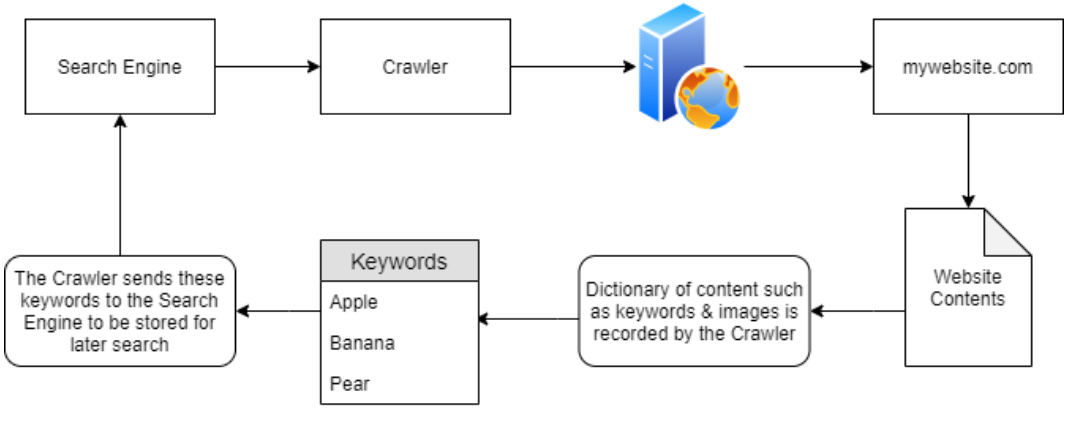 Search Engine
Crawler
mywebsite.com
Website
Contents
Dictionary of content such
as keywords & images is
recorded by the Crawler
Keywords
Apple
Banana
Pear
The Crawler sends these
keywords to the Search
Engine to be stored for
later search